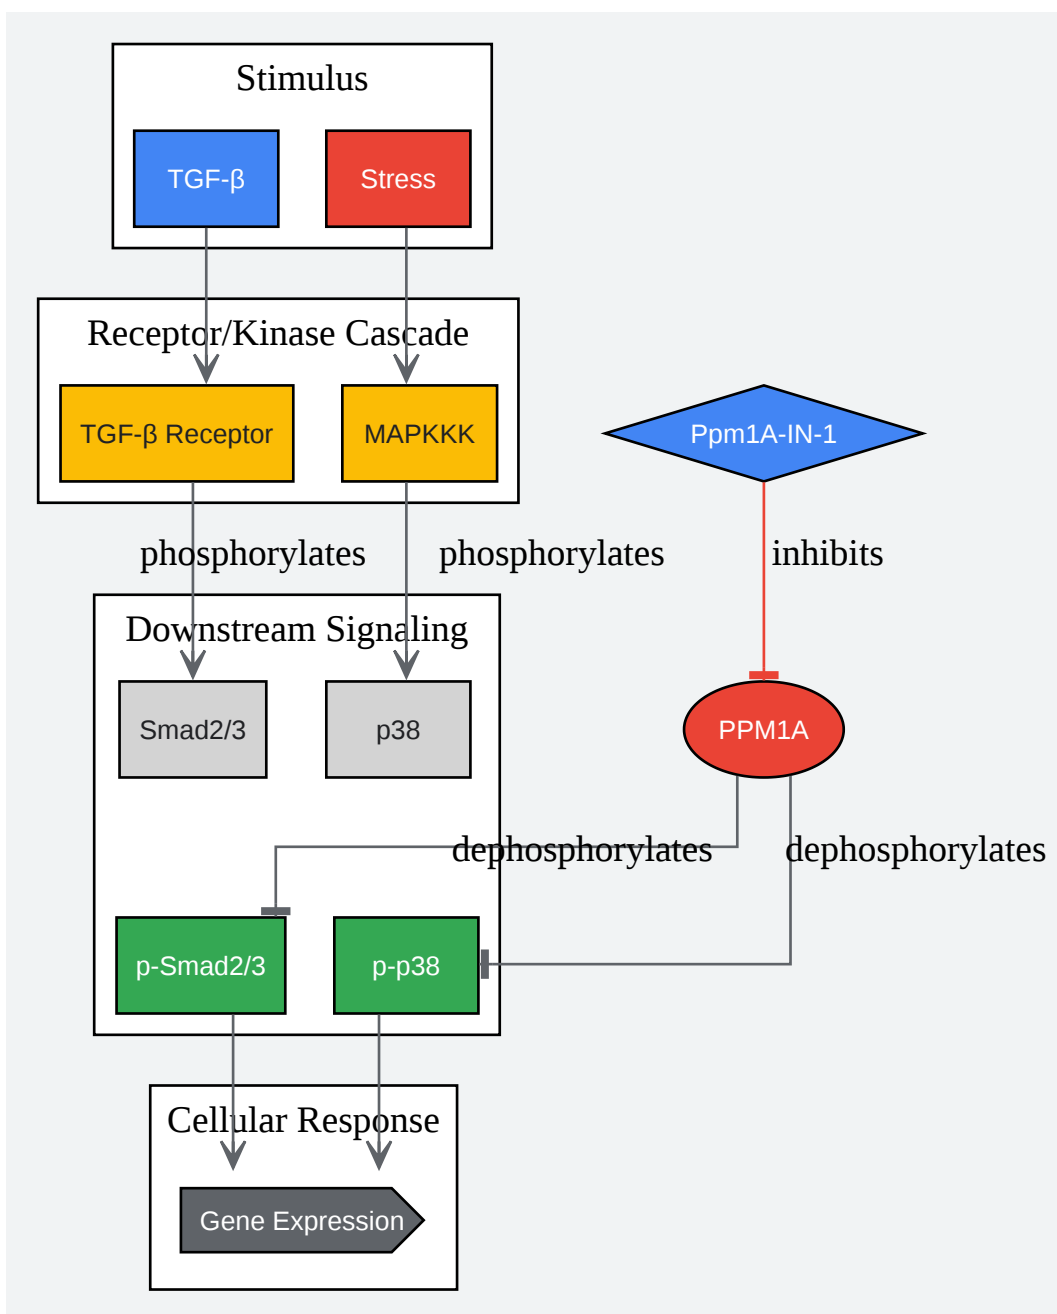 Stimulus
TGF-β
Stress
Receptor/Kinase Cascade
TGF-β Receptor
MAPKKK
Ppm1A-IN-1
phosphorylates
phosphorylates
inhibits
Downstream Signaling
Smad2/3
p38
PPM1A
dephosphorylates
dephosphorylates
p-Smad2/3
p-p38
Cellular Response
Gene Expression